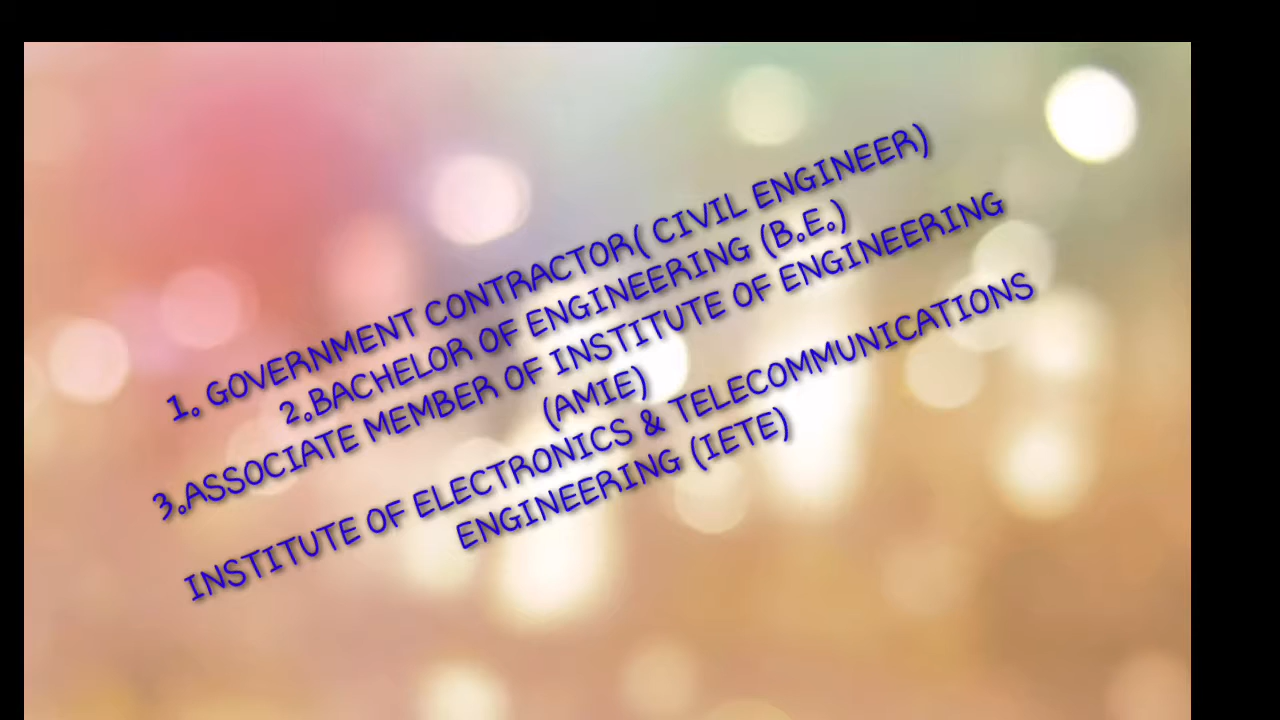 1. GOVERNMENT CONTRACTOR( CIVIL ENGINEER)
2.BACHELOR OF ENGINEERING (B.E.)
3.ASSOCIATE MEMBER OF INSTITUTE OF ENGINEERING
(AMIE)
INSTITUTE OF ELECTRONICS & TELECOMMUNICATIONS
ENGINEERING (IETE)